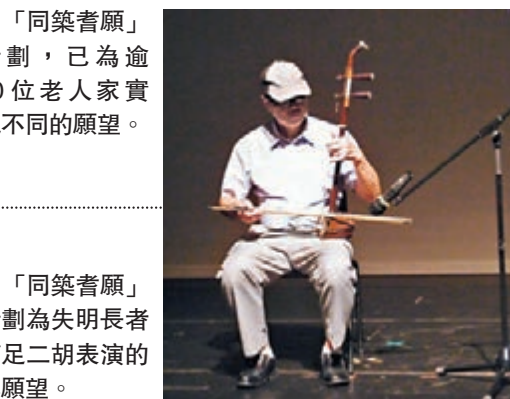 「同築耆願」
劃，已為逾
位老人家實
不同的願望。
「同築耆願」
劃為失明長者
足二胡表演的
願望。